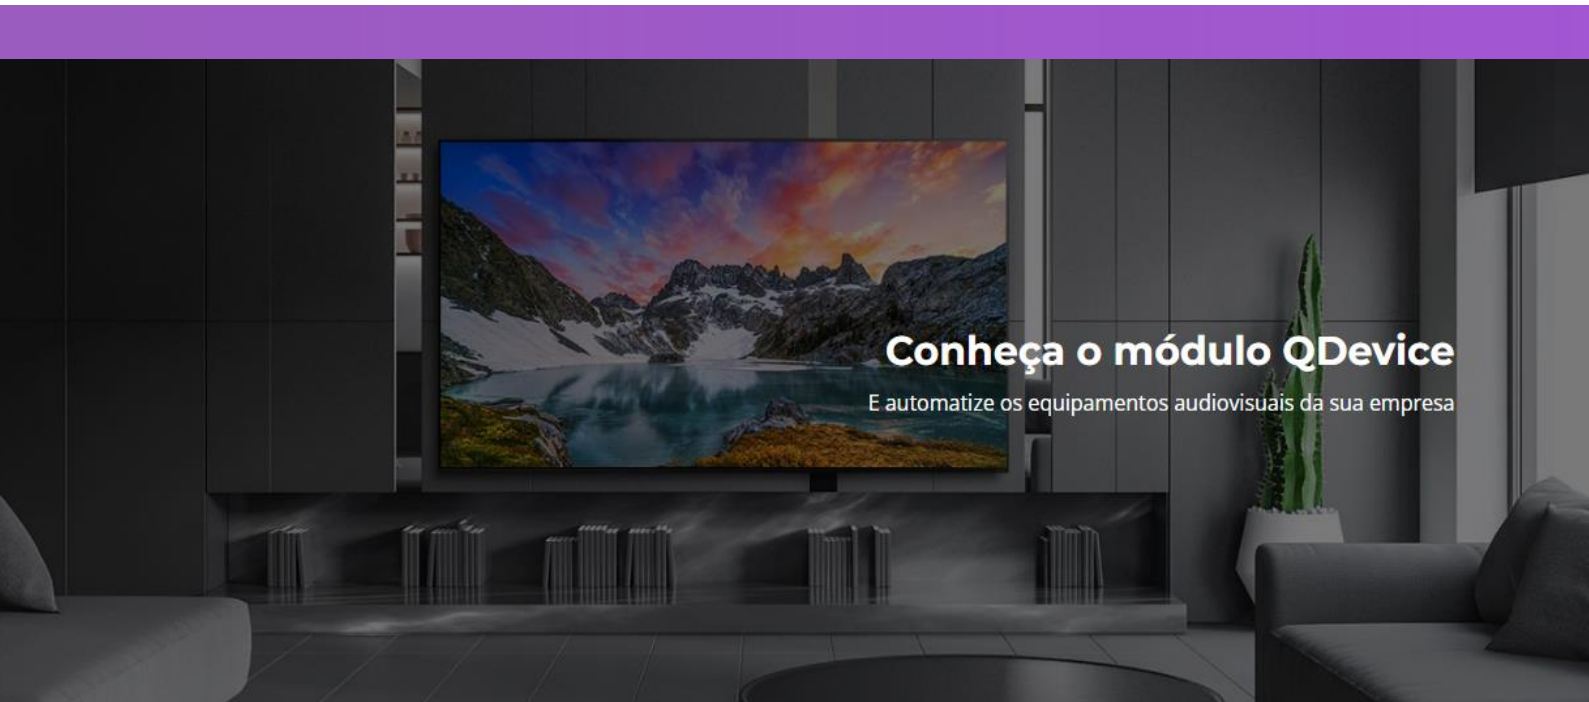 Conheça o módulo QDevice
E automatize os equipamentos audiovisuais da sua empresa